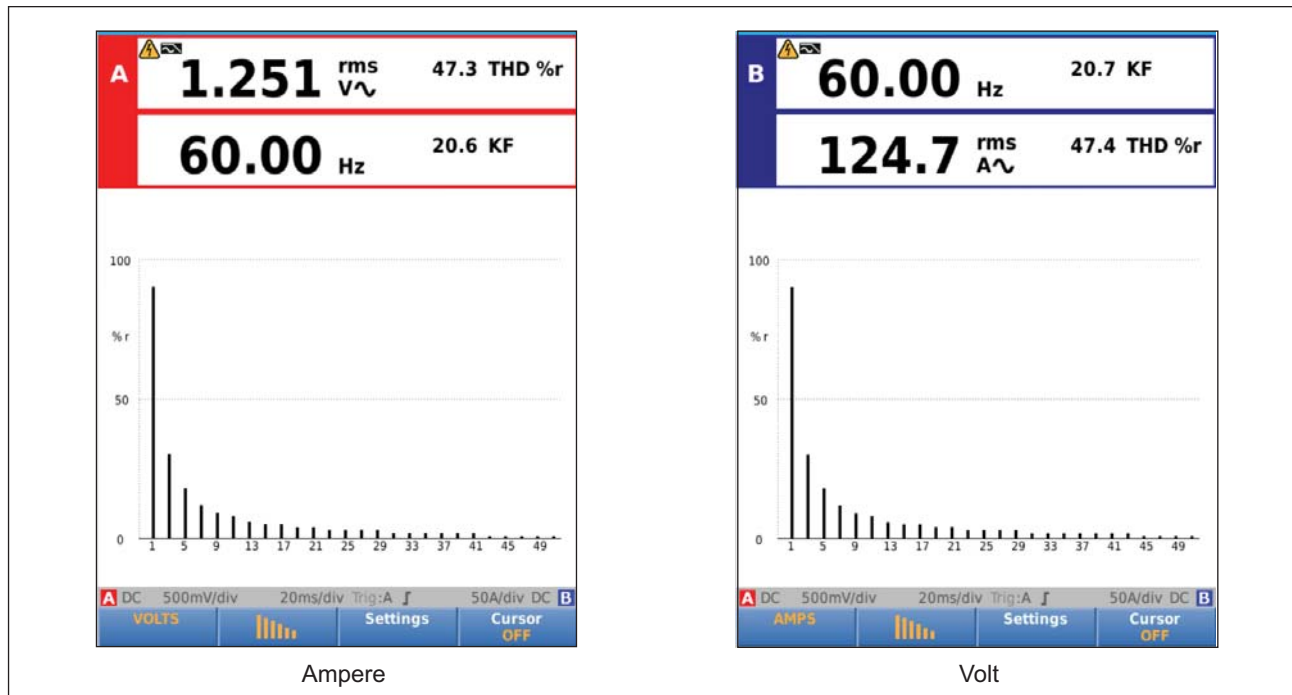 A
1.251 rms V∿ 47.3 THD %r
60.00 Hz 20.6 KF
100
% r
50
0
1 5 9 13 17 21 25 29 33 37 41 45 49
A DC 500mV/div 20ms/div Trig:A ʃ 50A/div DC B
VOLTS Settings Cursor
OFF
Ampere
B
60.00 Hz 20.7 KF
124.7 rms A∿ 47.4 THD %r
100
% r
50
0
1 5 9 13 17 21 25 29 33 37 41 45 49
A DC 500mV/div 20ms/div Trig:A ʃ 50A/div DC B
AMPS Settings Cursor
OFF
Volt